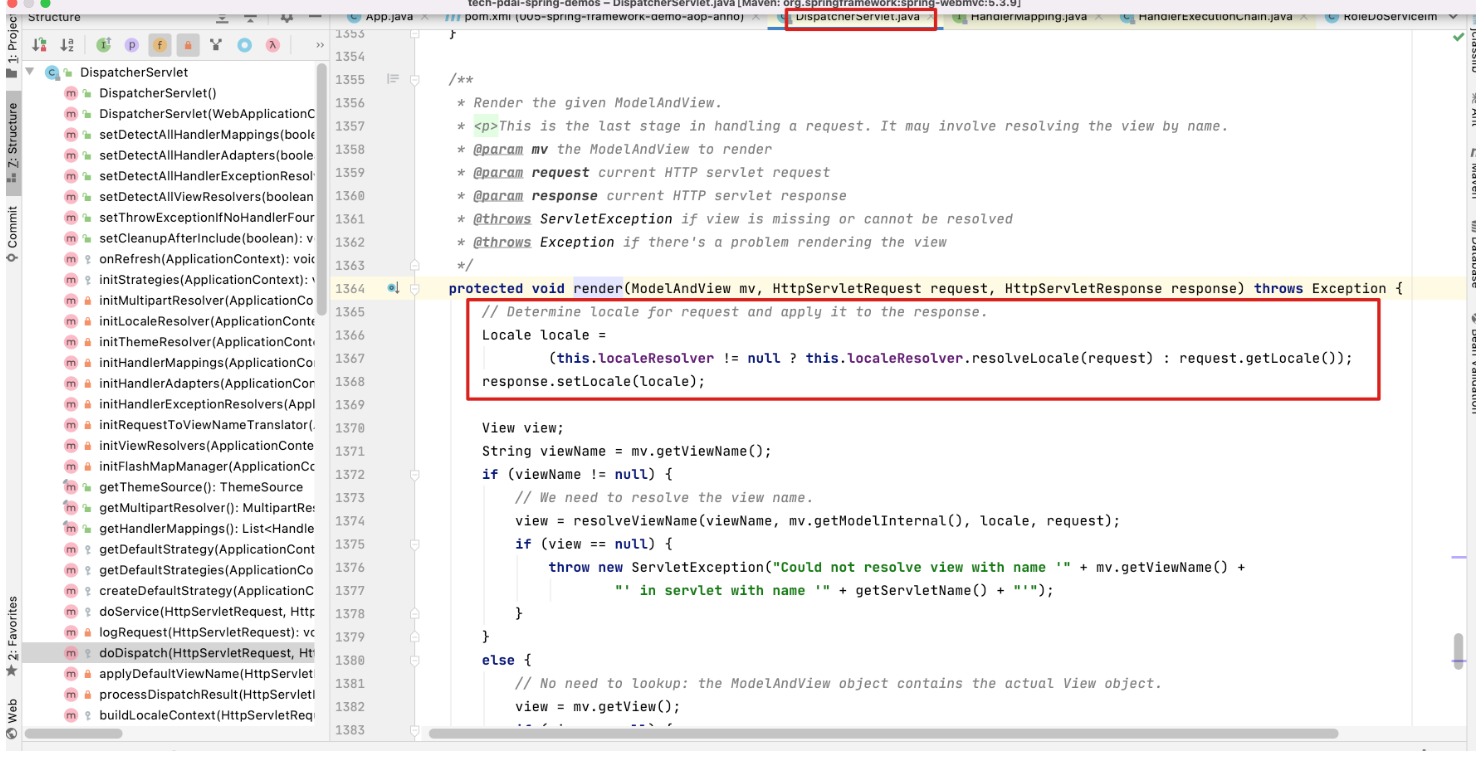 tech-pdai-spring-demos – DispatcherServlet.java [Maven: org.springframework:spring-webmvc:5.3.9]
Structure
App.java
pom.xml (005-spring-framework-demo-aop-anno)
DispatcherServlet.java
HandlerMapping.java
HandlerExecutionChain.java
RoleDoServiceIm
1: Projec
Z: Structure
Commit
2: Favorites
Web
DispatcherServlet
DispatcherServlet()
DispatcherServlet(WebApplicationC
setDetectAllHandlerMappings(boole
setDetectAllHandlerAdapters(boole
setDetectAllHandlerExceptionResol
setDetectAllViewResolvers(boolean
setThrowExceptionIfNoHandlerFour
setCleanupAfterInclude(boolean): v
onRefresh(ApplicationContext): voic
initStrategies(ApplicationContext):
initMultipartResolver(ApplicationCo
initLocaleResolver(ApplicationConte
initThemeResolver(ApplicationConte
initHandlerMappings(ApplicationCo
initHandlerAdapters(ApplicationCon
initHandlerExceptionResolvers(Appl
initRequestToViewNameTranslator(
initViewResolvers(ApplicationConte
initFlashMapManager(ApplicationCo
getThemeSource(): ThemeSource
getMultipartResolver(): MultipartRes
getHandlerMappings(): List<Handle
getDefaultStrategy(ApplicationCont
getDefaultStrategies(ApplicationCo
createDefaultStrategy(ApplicationC
doService(HttpServletRequest, Http
logRequest(HttpServletRequest): vc
doDispatch(HttpServletRequest, Ht
applyDefaultViewName(HttpServlet
processDispatchResult(HttpServletI
buildLocaleContext(HttpServletReq
1353 }
1354
1355 /**
1356 * Render the given ModelAndView.
1357 * <p>This is the last stage in handling a request. It may involve resolving the view by name.
1358 * @param mv the ModelAndView to render
1359 * @param request current HTTP servlet request
1360 * @param response current HTTP servlet response
1361 * @throws ServletException if view is missing or cannot be resolved
1362 * @throws Exception if there's a problem rendering the view
1363 */
1364 protected void render(ModelAndView mv, HttpServletRequest request, HttpServletResponse response) throws Exception {
1365 // Determine locale for request and apply it to the response.
1366 Locale locale =
1367 (this.localeResolver != null ? this.localeResolver.resolveLocale(request) : request.getLocale());
1368 response.setLocale(locale);
1369
1370 View view;
1371 String viewName = mv.getViewName();
1372 if (viewName != null) {
1373 // We need to resolve the view name.
1374 view = resolveViewName(viewName, mv.getModelInternal(), locale, request);
1375 if (view == null) {
1376 throw new ServletException("Could not resolve view with name '" + mv.getViewName() +
1377 "' in servlet with name '" + getServletName() + "'");
1378 }
1379 }
1380 else {
1381 // No need to lookup: the ModelAndView object contains the actual View object.
1382 view = mv.getView();
1383
Ant
Maven
Database
Bean Validation